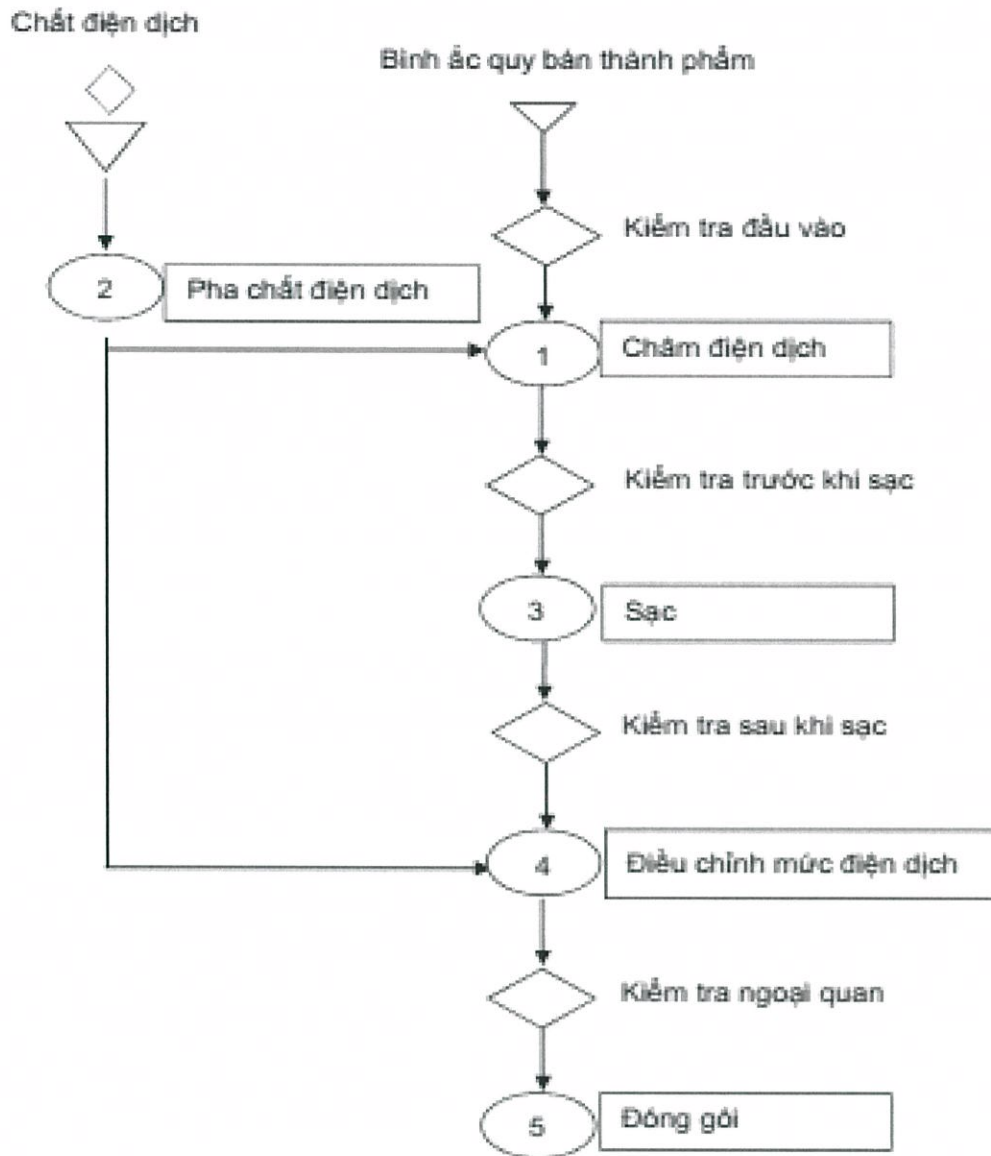 Chất điện dịch
Bình ắc quy bán thành phẩm
Kiểm tra đầu vào
2
Pha chất điện dịch
1
Châm điện dịch
Kiểm tra trước khi sạc
3
Sạc
Kiểm tra sau khi sạc
4
Điều chỉnh mức điện dịch
Kiểm tra ngoại quan
5
Đóng gói